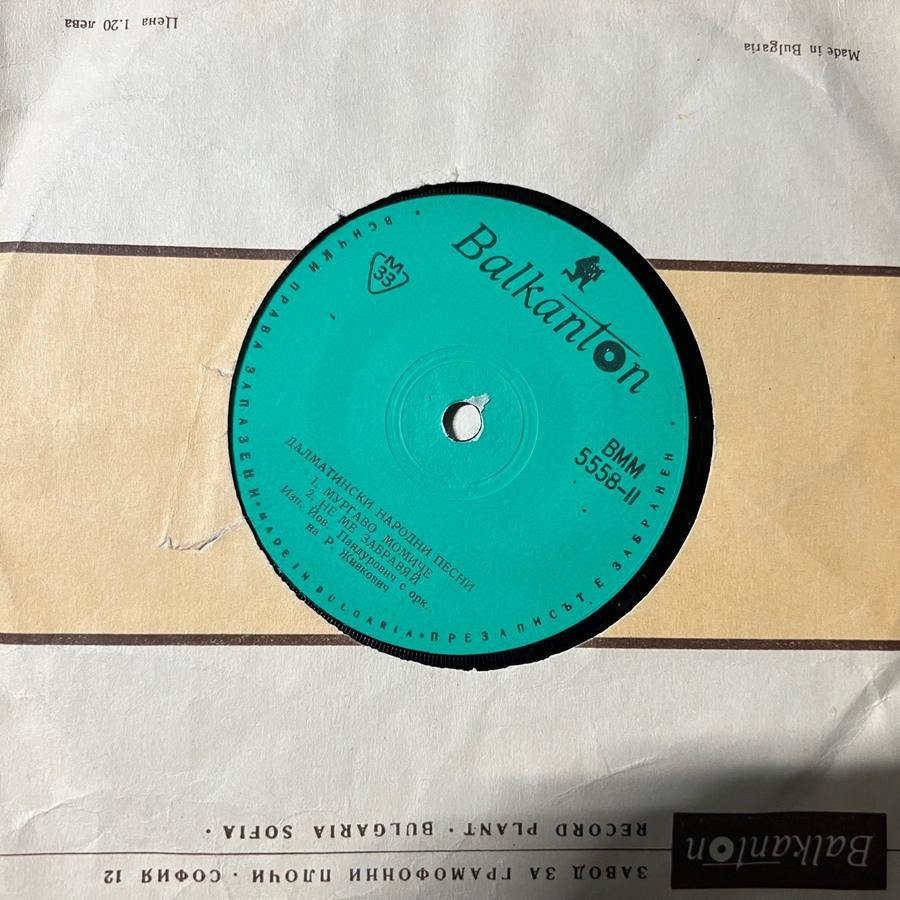 Цена 1.20 лева
Made in Bulgaria
Balkanton
M
33
ВММ
5558-II
ДАЛМАТИНСКИ НАРОДНИ ПЕСНИ
1. МУРГАВО МОМИЧЕ
2. НЕ МЕ ЗАБРАВЯЙ
Изп. Йов. Пандурович с орк.
на Р. Живкович
ВСИЧКИ ПРАВА ЗАПАЗЕНИ • MADE IN BULGARIA • ПРЕЗАПИСЪТ Е ЗАБРАНЕН •
Balkanton
ЗАВОД ЗА ГРАМОФОННИ ПЛОЧИ · СОФИЯ 12
RECORD PLANT · BULGARIA SOFIA ·